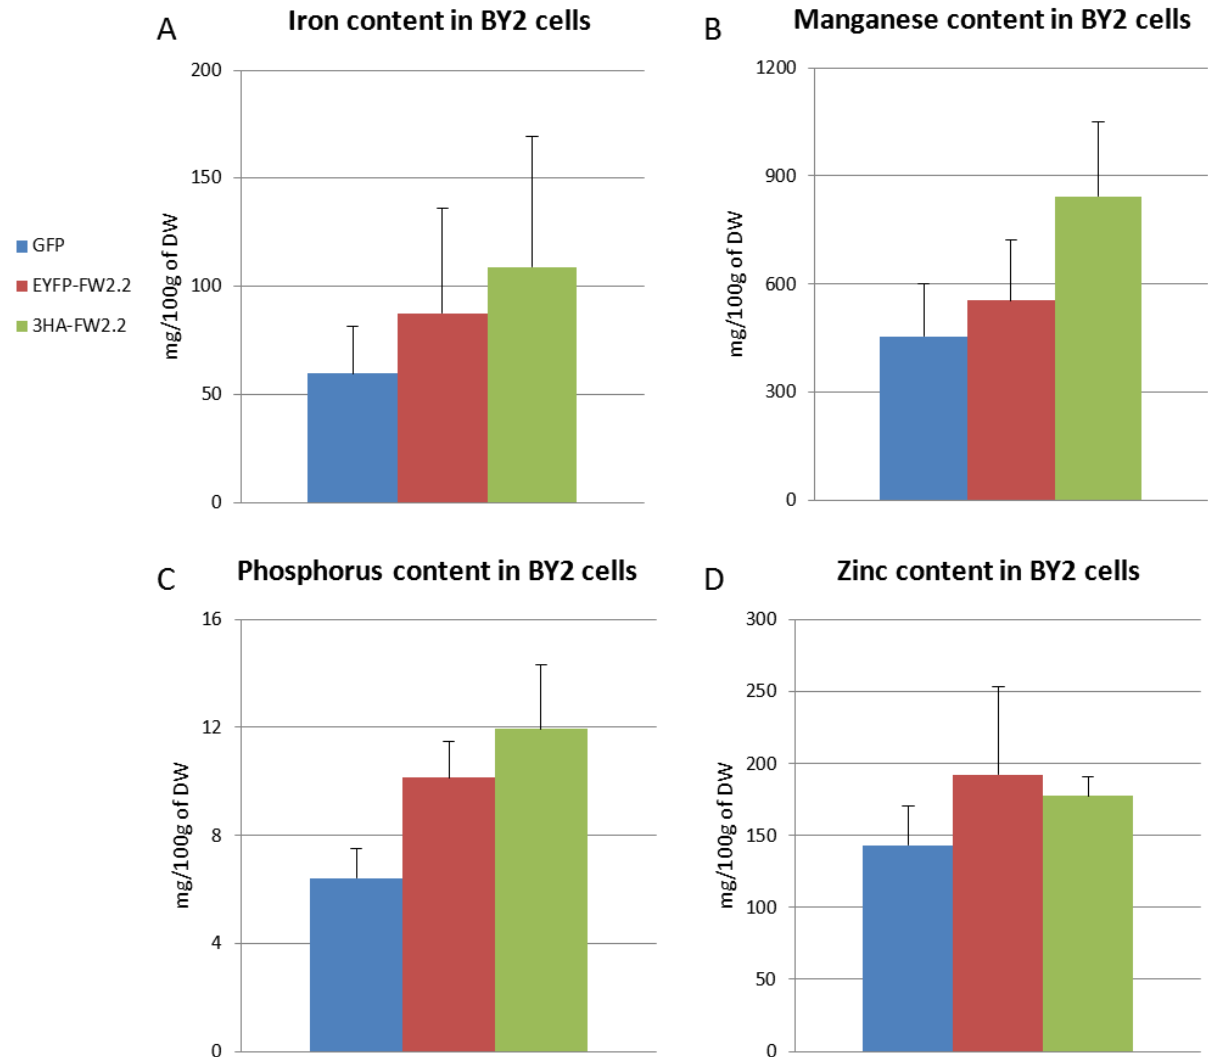 A
Iron content in BY2 cells
200
150
100
50
0
mg/100g of DW
GFP
EYFP-FW2.2
3HA-FW2.2
B
Manganese content in BY2 cells
1200
900
600
300
0
mg/100g of DW
C
Phosphorus content in BY2 cells
16
12
8
4
0
mg/100g of DW
D
Zinc content in BY2 cells
300
250
200
150
100
50
0
mg/100g of DW